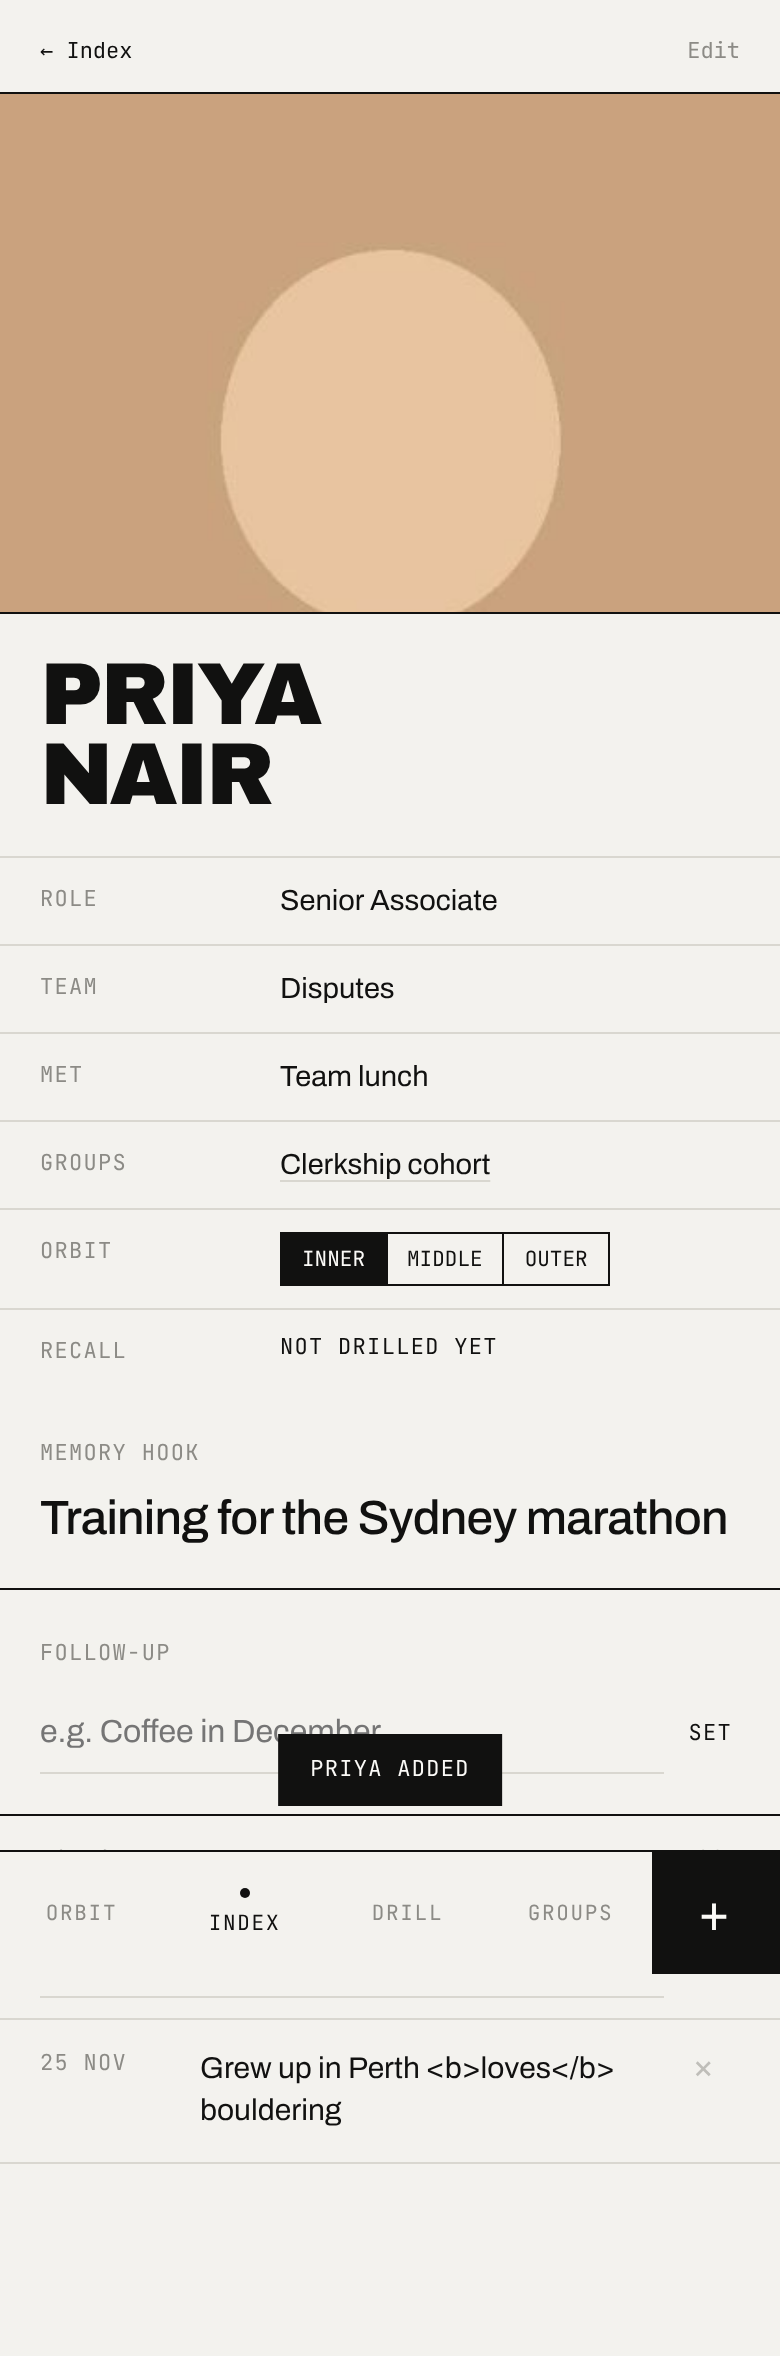 ← Index
Edit
PRIYA
NAIR
ROLE
Senior Associate
TEAM
Disputes
MET
Team lunch
GROUPS
Clerkship cohort
ORBIT
INNER
MIDDLE
OUTER
RECALL
NOT DRILLED YET
MEMORY HOOK
Training for the Sydney marathon
FOLLOW-UP
e.g. Coffee in December
SET
PRIYA ADDED
ORBIT
INDEX
DRILL
GROUPS
+
25 NOV
Grew up in Perth <b>loves</b>
bouldering
×